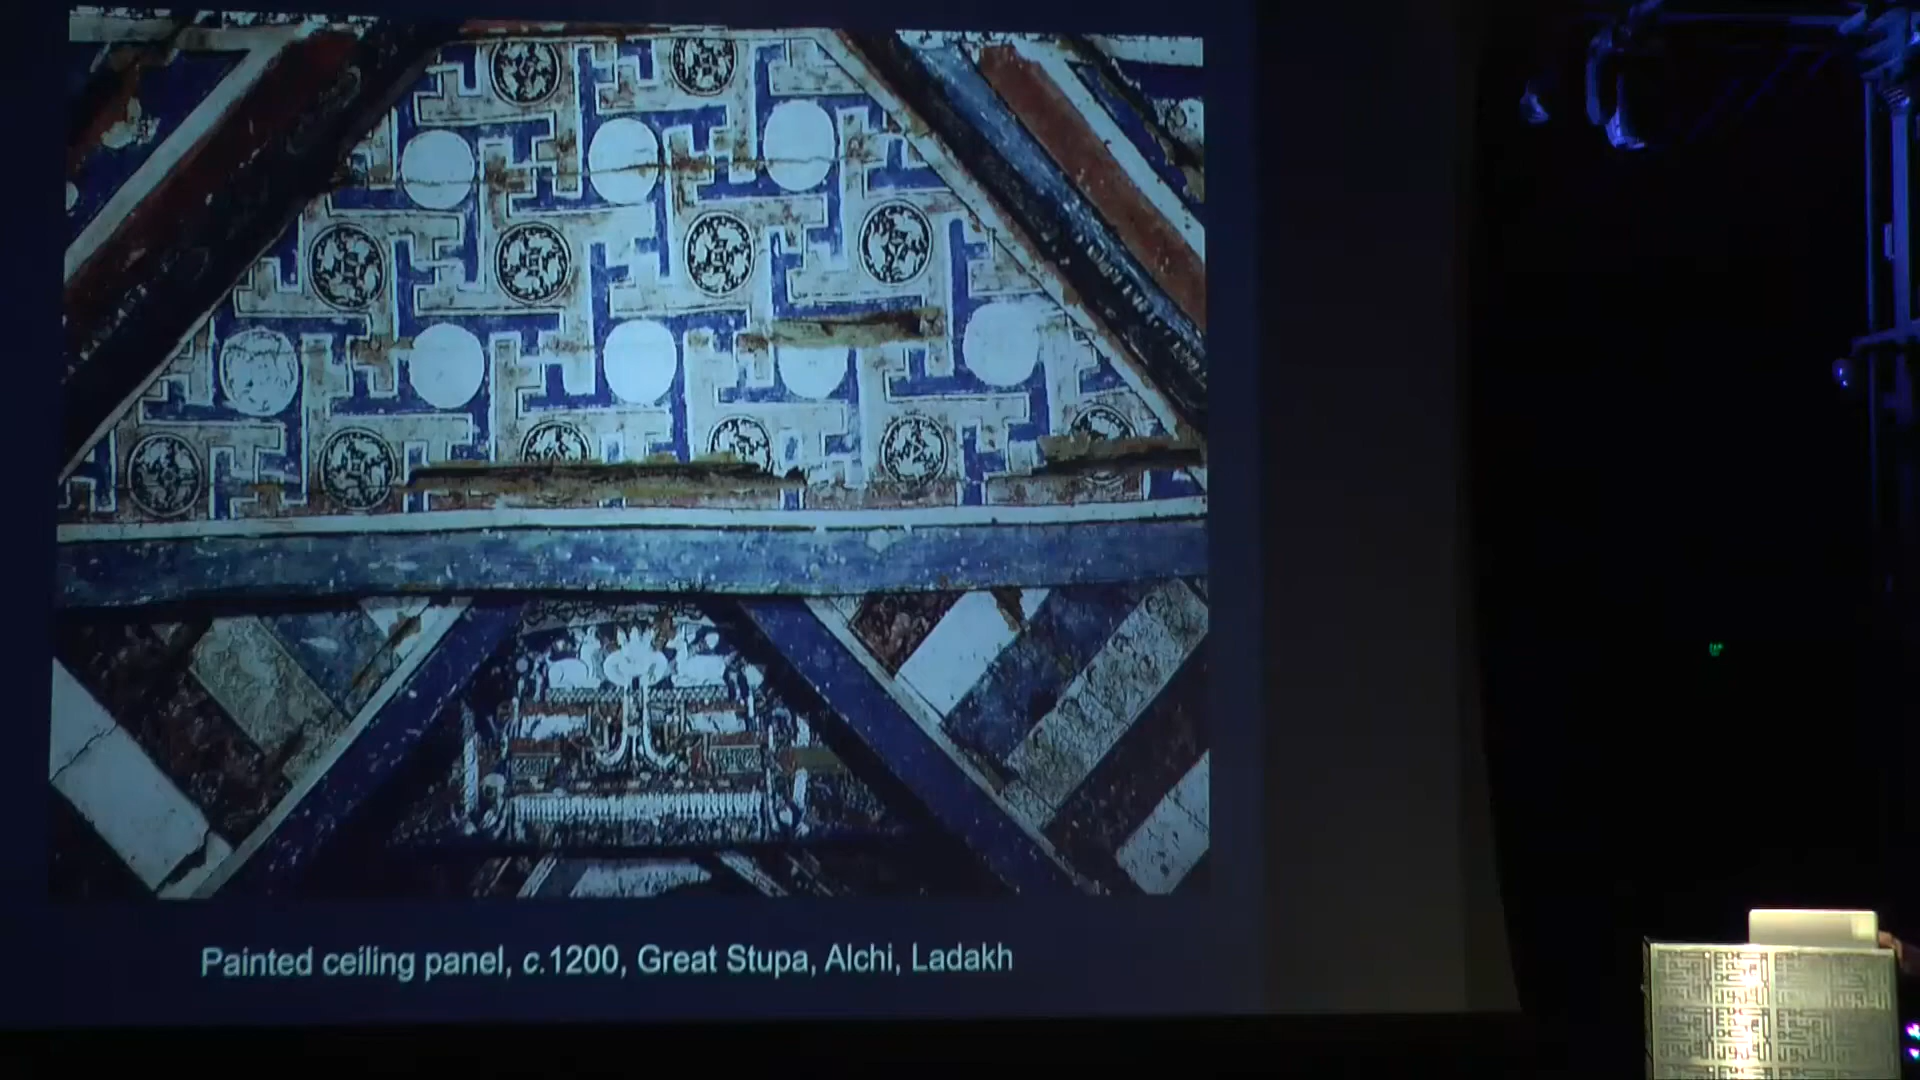 Painted ceiling panel, c.1200, Great Stupa, Alchi, Ladakh